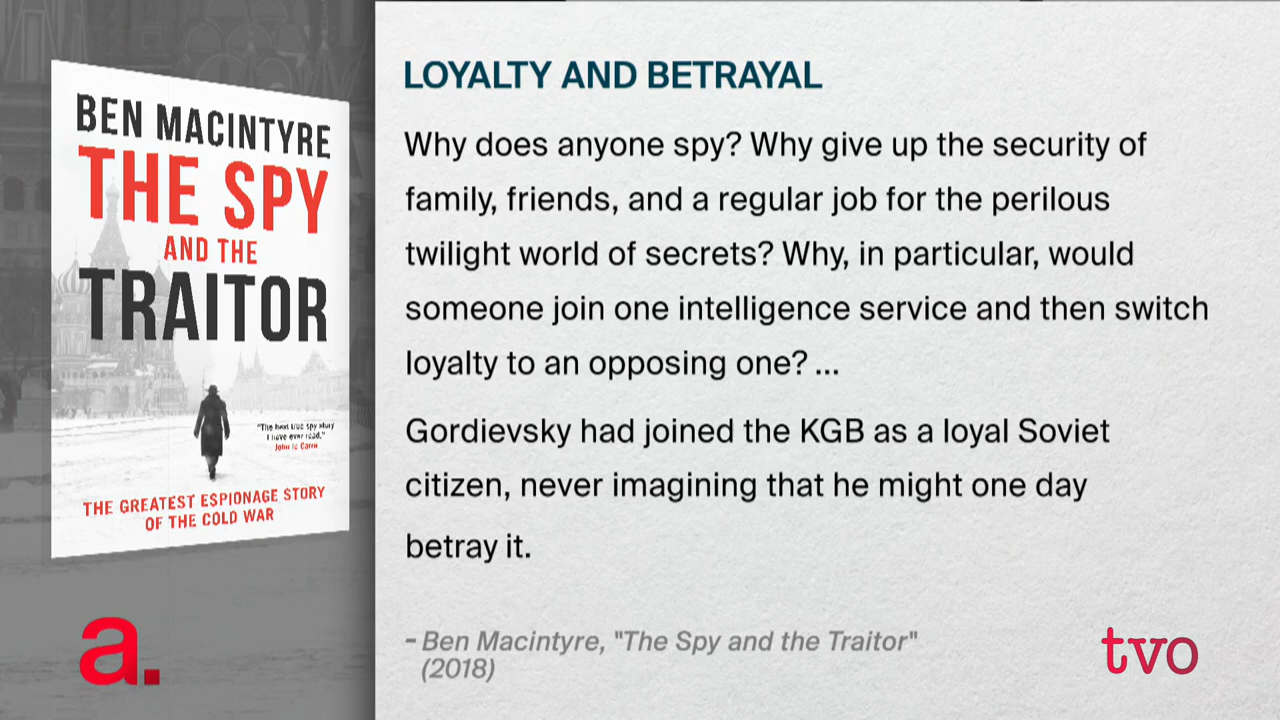 BEN MACINTYRE
THE SPY
AND THE
TRAITOR
"The best true spy story
I have ever read."
John le Carré
THE GREATEST ESPIONAGE STORY
OF THE COLD WAR
a.
LOYALTY AND BETRAYAL
Why does anyone spy? Why give up the security of
family, friends, and a regular job for the perilous
twilight world of secrets? Why, in particular, would
someone join one intelligence service and then switch
loyalty to an opposing one? ...
Gordievsky had joined the KGB as a loyal Soviet
citizen, never imagining that he might one day
betray it.
- Ben Macintyre, "The Spy and the Traitor"
(2018)
tvo